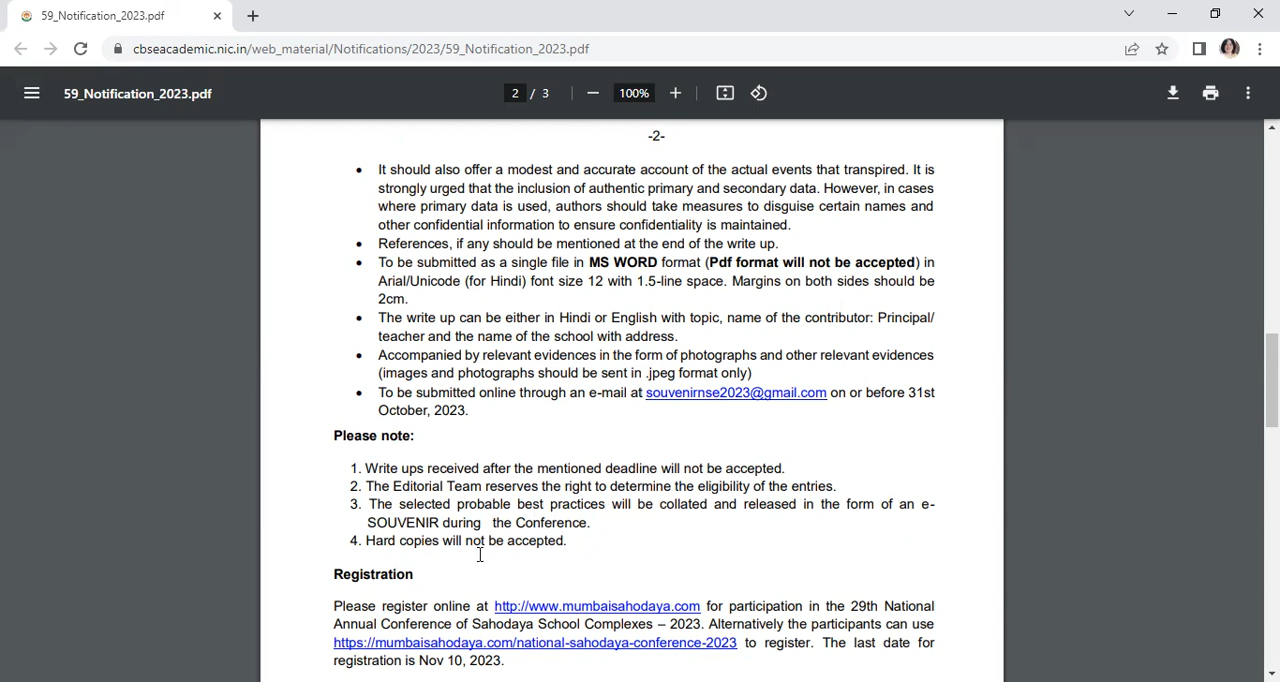 59_Notification_2023.pdf
cbseacademic.nic.in/web_material/Notifications/2023/59_Notification_2023.pdf
59_Notification_2023.pdf
2 / 3
100%
-2-
• It should also offer a modest and accurate account of the actual events that transpired. It is
strongly urged that the inclusion of authentic primary and secondary data. However, in cases
where primary data is used, authors should take measures to disguise certain names and
other confidential information to ensure confidentiality is maintained.
• References, if any should be mentioned at the end of the write up.
• To be submitted as a single file in MS WORD format (Pdf format will not be accepted) in
Arial/Unicode (for Hindi) font size 12 with 1.5-line space. Margins on both sides should be
2cm.
• The write up can be either in Hindi or English with topic, name of the contributor: Principal/
teacher and the name of the school with address.
• Accompanied by relevant evidences in the form of photographs and other relevant evidences
(images and photographs should be sent in .jpeg format only)
• To be submitted online through an e-mail at souvenirnse2023@gmail.com on or before 31st
October, 2023.
Please note:
1. Write ups received after the mentioned deadline will not be accepted.
2. The Editorial Team reserves the right to determine the eligibility of the entries.
3. The selected probable best practices will be collated and released in the form of an e-
SOUVENIR during the Conference.
4. Hard copies will not be accepted.
Registration
Please register online at http://www.mumbaisahodaya.com for participation in the 29th National
Annual Conference of Sahodaya School Complexes – 2023. Alternatively the participants can use
https://mumbaisahodaya.com/national-sahodaya-conference-2023 to register. The last date for
registration is Nov 10, 2023.